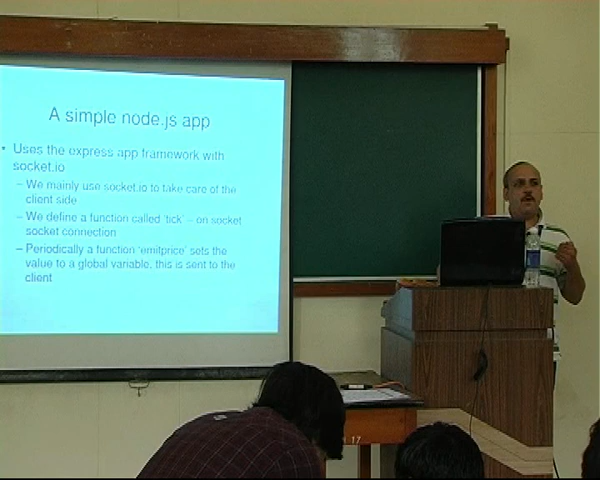 A simple node.js app
• Uses the express app framework with
socket.io
– We mainly use socket.io to take care of the
client side
– We define a function called 'tick' – on socket
socket connection
– Periodically a function 'emitprice' sets the
value to a global variable, this is sent to the
client
17